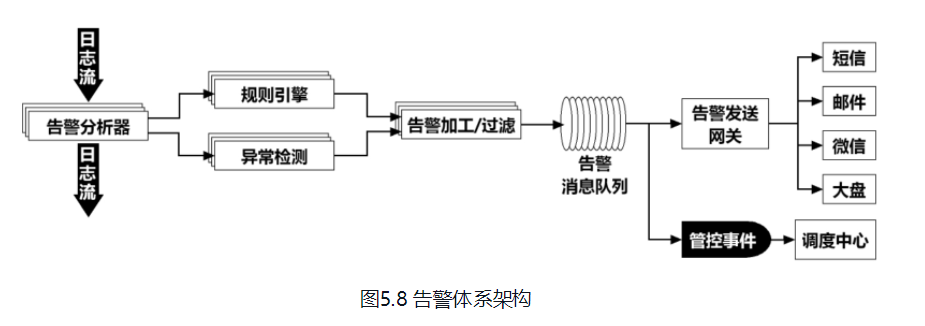 日志流
告警分析器
日志流
规则引擎
异常检测
告警加工/过滤
告警
消息队列
告警发送
网关
短信
邮件
微信
大盘
管控事件
调度中心
图5.8 告警体系架构